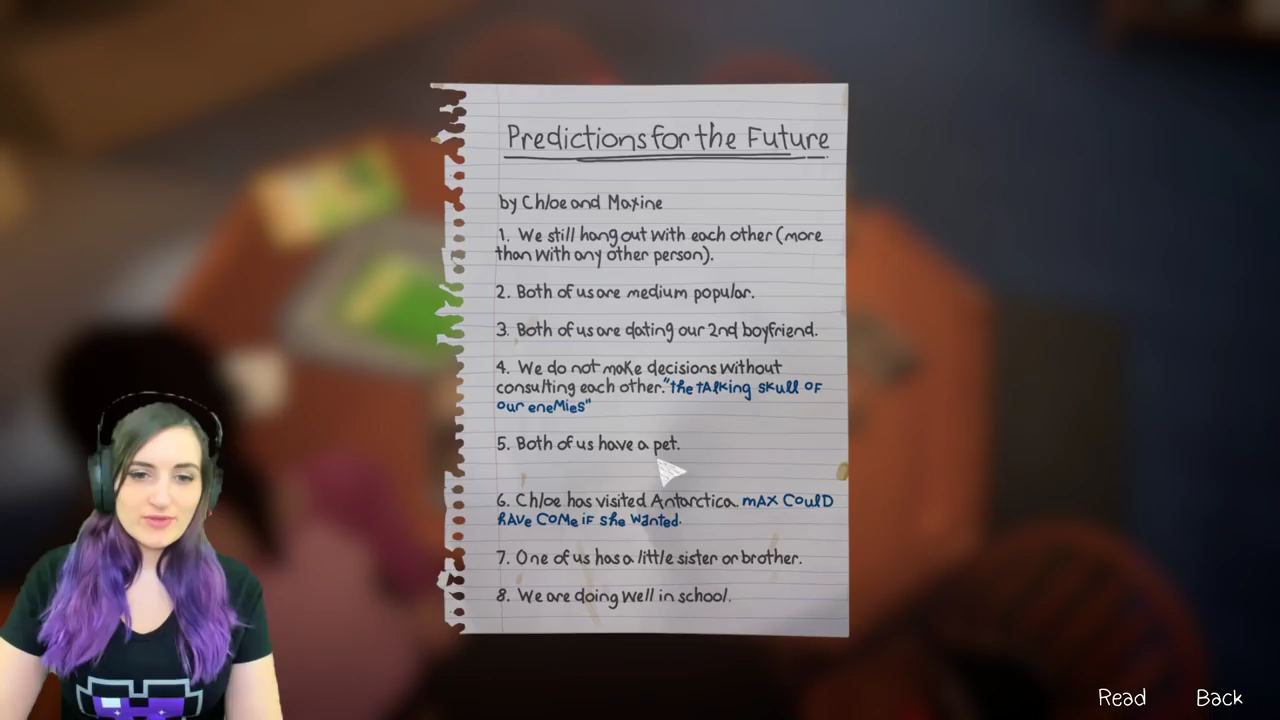 Predictions for the Future
by Chloe and Maxine
1. We still hang out with each other (more
than with any other person).
2. Both of us are medium popular.
3. Both of us are dating our 2nd boyfriend.
4. We do not make decisions without
consulting each other. "the tALking skull OF
our eneMies"
5. Both of us have a pet.
6. Chloe has visited Antarctica. mAX CouLD
hAve CoMe iF she wanted.
7. One of us has a little sister or brother.
8. We are doing well in school.
Read Back